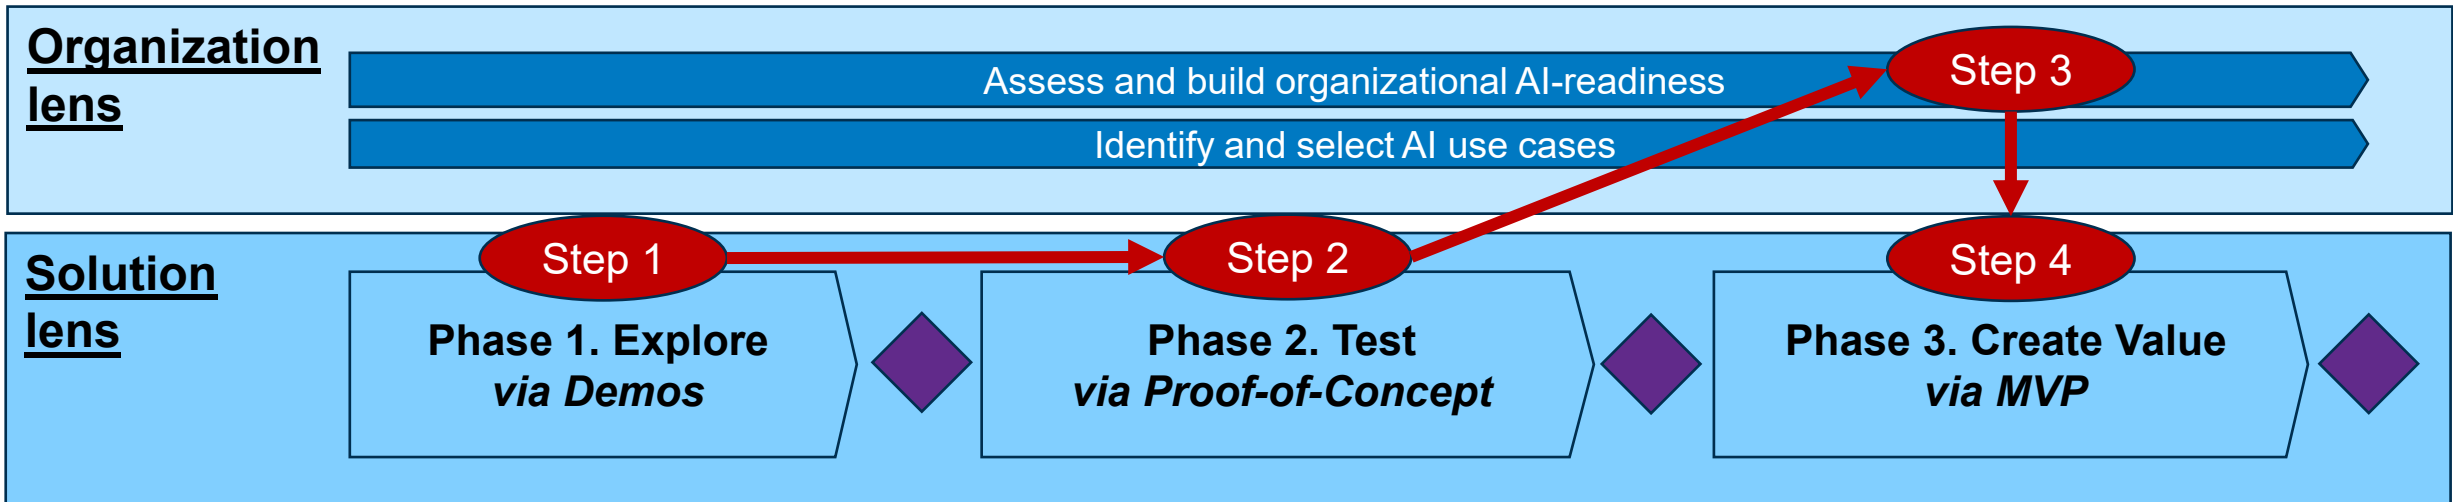 Organization
lens
Assess and build organizational AI-readiness
Step 3
Identify and select AI use cases
Solution
lens
Step 1
Step 2
Step 4
Phase 1. Explore
via Demos
Phase 2. Test
via Proof-of-Concept
Phase 3. Create Value
via MVP